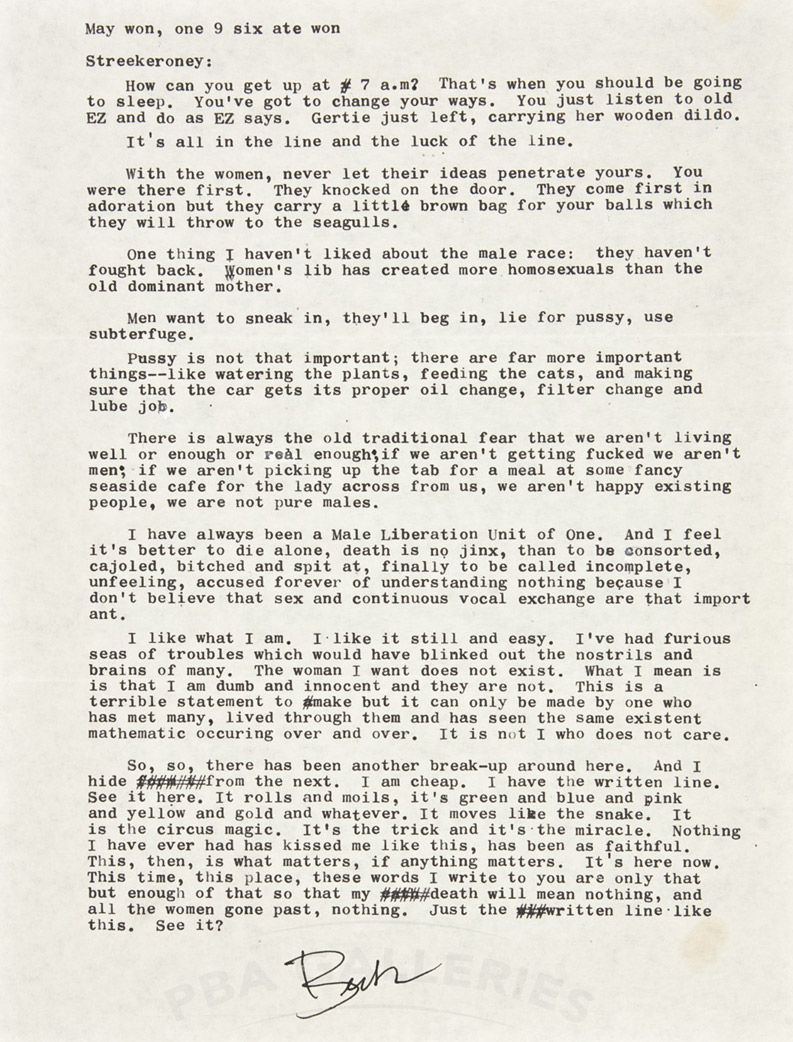 May won, one 9 six ate won
Streekeroney:
How can you get up at # 7 a.m? That's when you should be going
to sleep. You've got to change your ways. You just listen to old
EZ and do as EZ says. Gertie just left, carrying her wooden dildo.
It's all in the line and the luck of the line.
With the women, never let their ideas penetrate yours. You
were there first. They knocked on the door. They come first in
adoration but they carry a little brown bag for your balls which
they will throw to the seagulls.
One thing I haven't liked about the male race: they haven't
fought back. Women's lib has created more homosexuals than the
old dominant mother.
Men want to sneak in, they'll beg in, lie for pussy, use
subterfuge.
Pussy is not that important; there are far more important
things--like watering the plants, feeding the cats, and making
sure that the car gets its proper oil change, filter change and
lube job.
There is always the old traditional fear that we aren't living
well or enough or real enough;if we aren't getting fucked we aren't
men; if we aren't picking up the tab for a meal at some fancy
seaside cafe for the lady across from us, we aren't happy existing
people, we are not pure males.
I have always been a Male Liberation Unit of One. And I feel
it's better to die alone, death is no jinx, than to be consorted,
cajoled, bitched and spit at, finally to be called incomplete,
unfeeling, accused forever of understanding nothing because I
don't believe that sex and continuous vocal exchange are that import
ant.
I like what I am. I like it still and easy. I've had furious
seas of troubles which would have blinked out the nostrils and
brains of many. The woman I want does not exist. What I mean is
is that I am dumb and innocent and they are not. This is a
terrible statement to #make but it can only be made by one who
has met many, lived through them and has seen the same existent
mathematic occuring over and over. It is not I who does not care.
So, so, there has been another break-up around here. And I
hide #######from the next. I am cheap. I have the written line.
See it here. It rolls and moils, it's green and blue and pink
and yellow and gold and whatever. It moves like the snake. It
is the circus magic. It's the trick and it's the miracle. Nothing
I have ever had has kissed me like this, has been as faithful.
This, then, is what matters, if anything matters. It's here now.
This time, this place, these words I write to you are only that
but enough of that so that my #####death will mean nothing, and
all the women gone past, nothing. Just the ###written line like
this. See it?
Buk
PBA GALLERIES